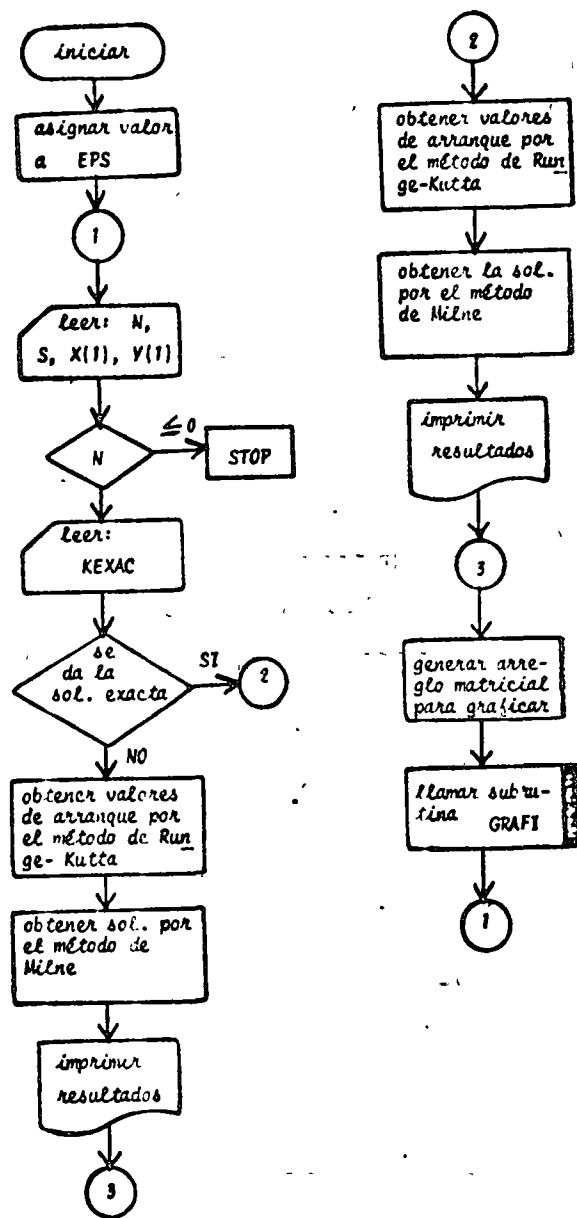 iniciar
asignar valor
a EPS
1
leer: N,
S, X(1), Y(1)
N
≤ 0
STOP
leer:
KEXAC
se
da la
sol. exacta
SI
2
NO
obtener valores
de arranque por
el método de Run
ge- Kutta
obtener sol. por
el método de
Milne
imprimir
resultados
3
2
obtener valores
de arranque por
el método de Run
ge-Kutta
obtener la sol.
por el método
de Milne
imprimir
resultados
3
generar arre-
glo matricial
para graficar
llamar subru-
tina GRAFI
1